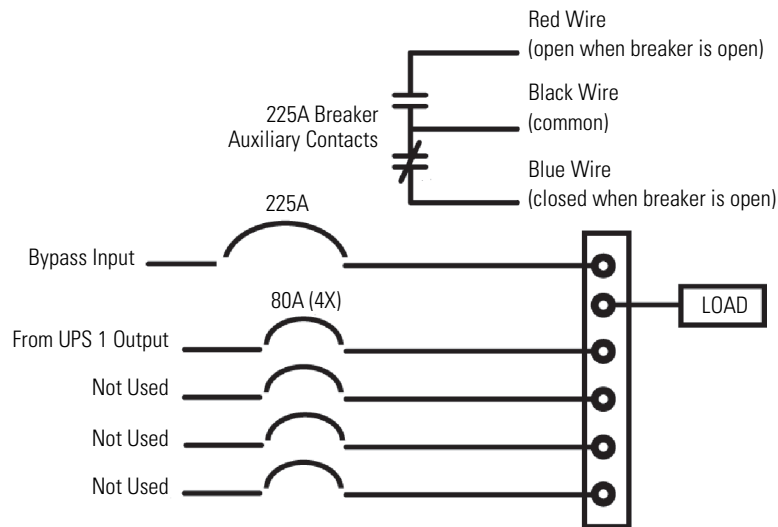 Red Wire
(open when breaker is open)
225A Breaker
Auxiliary Contacts
Black Wire
(common)
Blue Wire
(closed when breaker is open)
225A
Bypass Input
LOAD
80A (4X)
From UPS 1 Output
Not Used
Not Used
Not Used